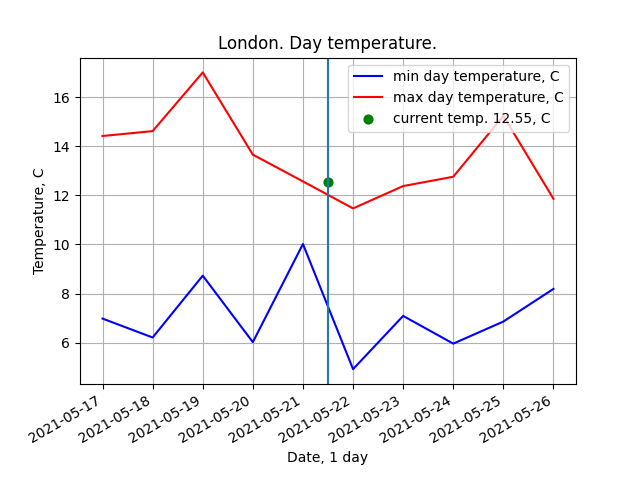 London. Day temperature.
min day temperature, C
max day temperature, C
current temp. 12.55, C
Temperature, C
16
14
12
10
8
6
2021-05-17
2021-05-18
2021-05-19
2021-05-20
2021-05-21
2021-05-22
2021-05-23
2021-05-24
2021-05-25
2021-05-26
Date, 1 day